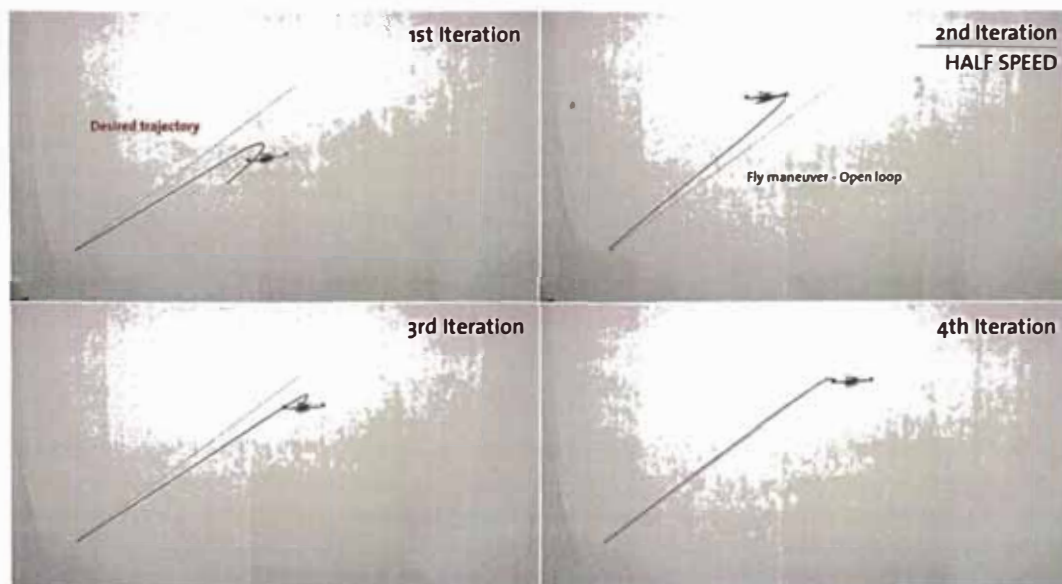 1st Iteration
Desired trajectory
2nd Iteration
HALF SPEED
Fly maneuver - Open loop
3rd Iteration
4th Iteration